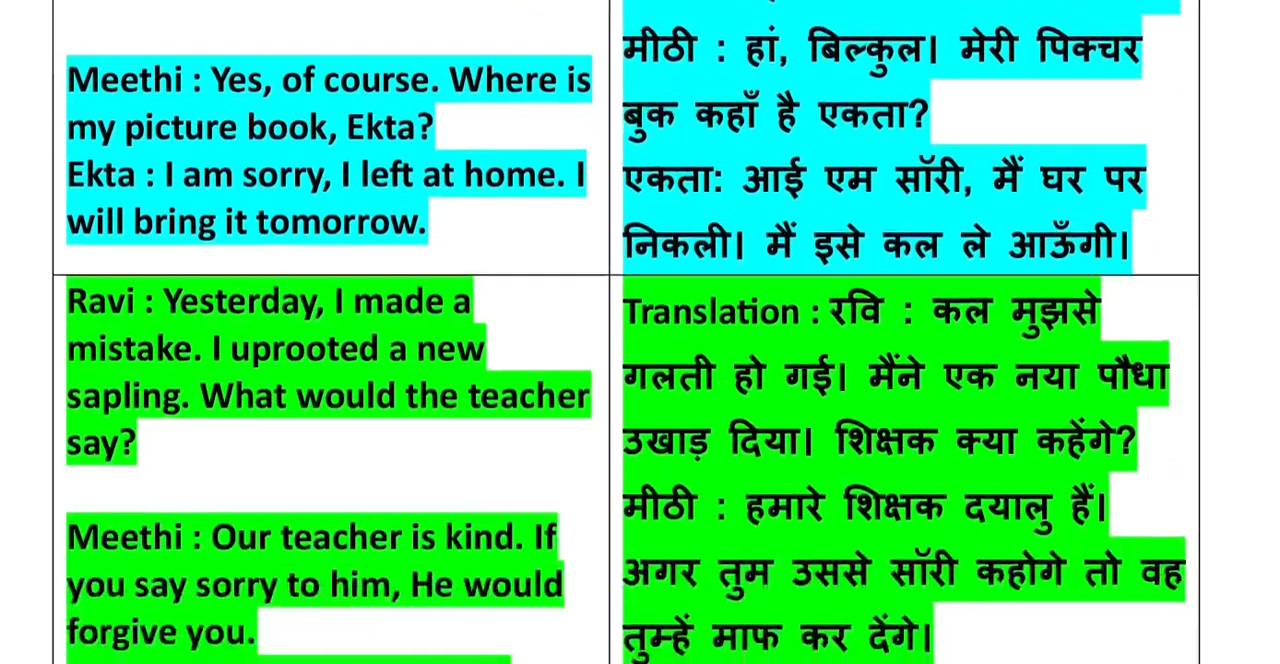 Meethi : Yes, of course. Where is
my picture book, Ekta?
Ekta : I am sorry, I left at home. I
will bring it tomorrow.
मीठी : हां, बिल्कुल। मेरी पिक्चर
बुक कहाँ है एकता?
एकता: आई एम सॉरी, मैं घर पर
निकली। मैं इसे कल ले आऊँगी।
Ravi : Yesterday, I made a
mistake. I uprooted a new
sapling. What would the teacher
say?
Meethi : Our teacher is kind. If
you say sorry to him, He would
forgive you.
Translation : रवि : कल मुझसे
गलती हो गई। मैंने एक नया पौधा
उखाड़ दिया। शिक्षक क्या कहेंगे?
मीठी : हमारे शिक्षक दयालु हैं।
अगर तुम उससे सॉरी कहोगे तो वह
तुम्हें माफ कर देंगे।